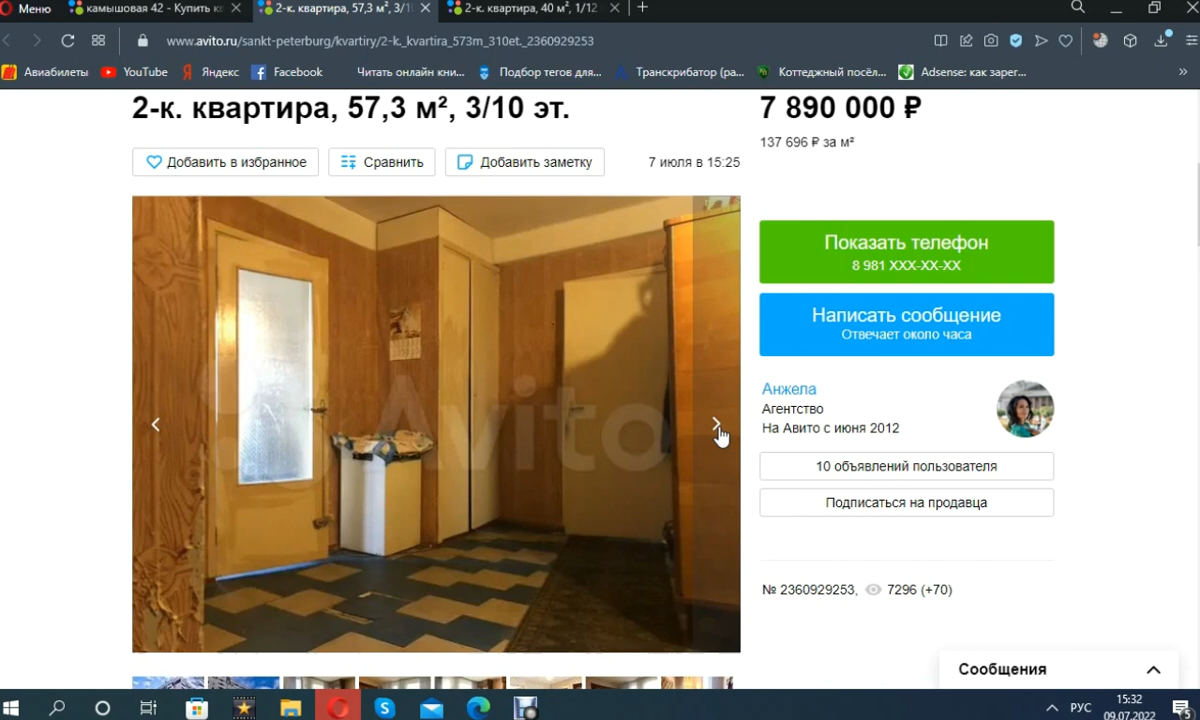 Меню
камышовая 42 - Купить к
2-к. квартира, 57,3 м², 3/1
2-к. квартира, 40 м², 1/12
www.avito.ru/sankt-peterburg/kvartiry/2-k._kvartira_573m_310et._2360929253
Авиабилеты
YouTube
Яндекс
Facebook
Читать онлайн кни...
Подбор тегов для...
Транскрибатор (ра...
Коттеджный посёл...
Adsense: как зарег...
2-к. квартира, 57,3 м², 3/10 эт.
7 890 000 ₽
137 696 ₽ за м²
Добавить в избранное
Сравнить
Добавить заметку
7 июля в 15:25
Avito
Показать телефон
8 981 XXX-XX-XX
Написать сообщение
Отвечает около часа
Анжела
Агентство
На Авито с июня 2012
10 объявлений пользователя
Подписаться на продавца
№ 2360929253,
7296 (+70)
Сообщения
РУС
15:32
09.07.2022
5